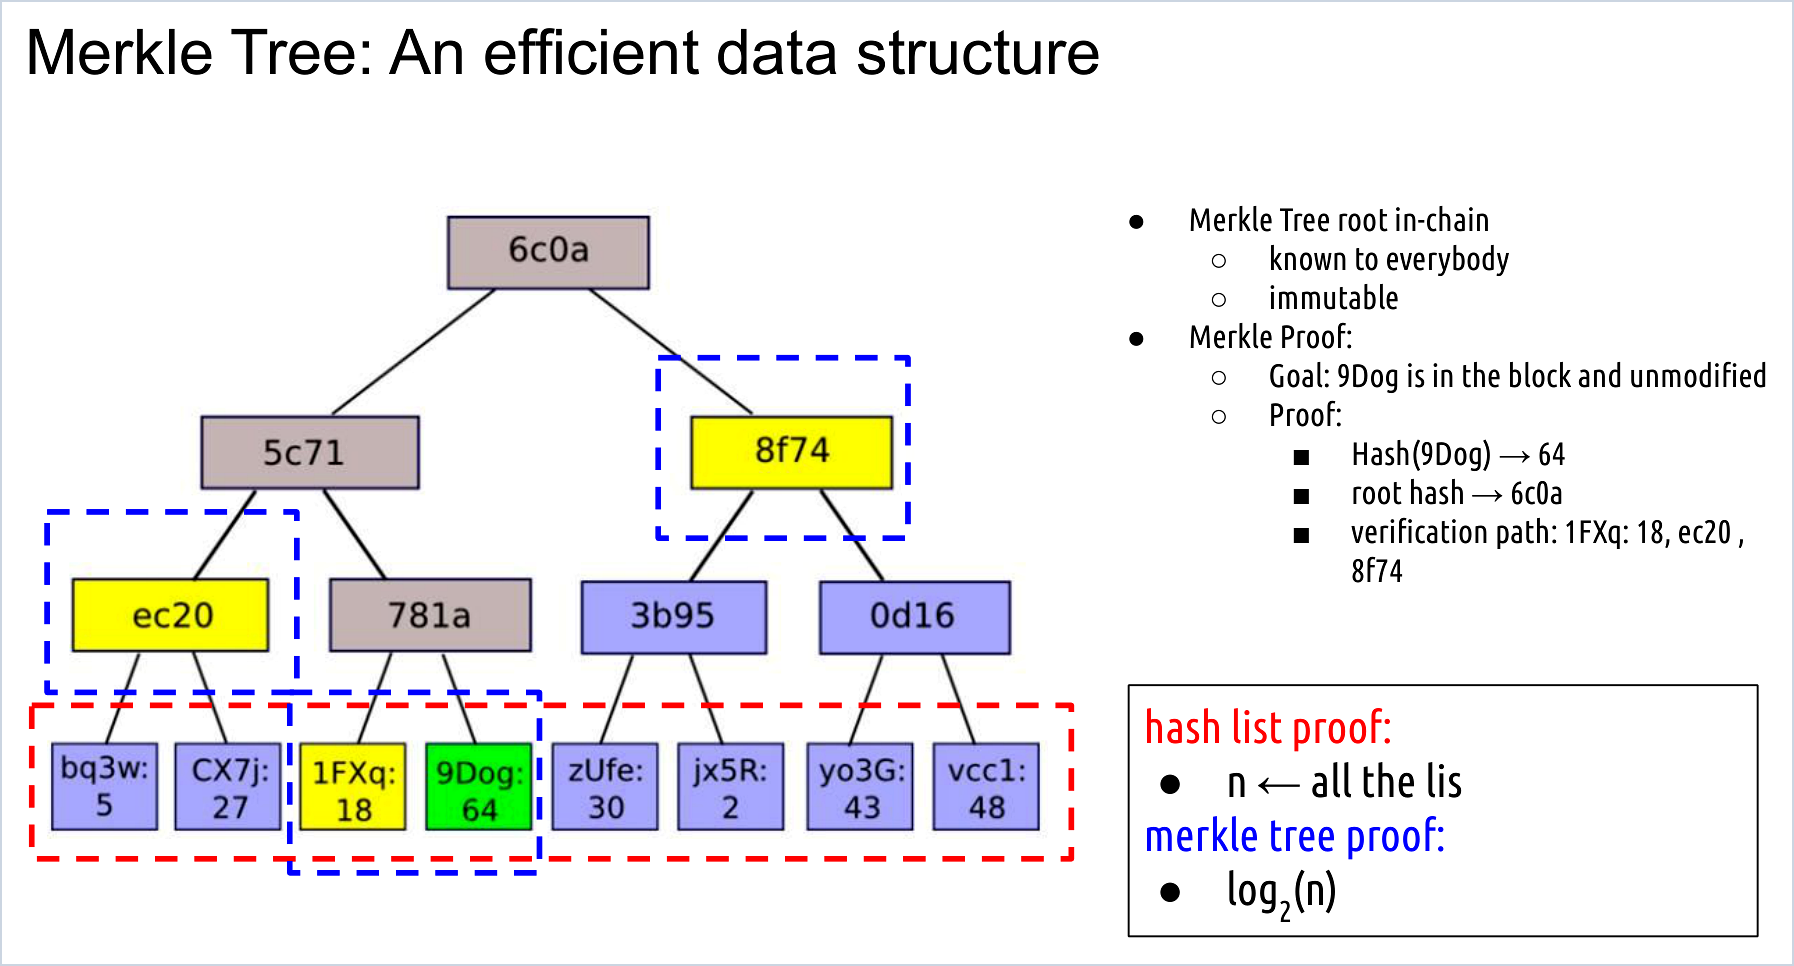 Merkle Tree: An efficient data structure
6c0a
5c71
8f74
ec20
781a
3b95
0d16
bq3w:
5
CX7j:
27
1FXq:
18
9Dog:
64
zUfe:
30
jx5R:
2
yo3G:
43
vcc1:
48
● Merkle Tree root in-chain
○ known to everybody
○ immutable
● Merkle Proof:
○ Goal: 9Dog is in the block and unmodified
○ Proof:
■ Hash(9Dog) → 64
■ root hash → 6c0a
■ verification path: 1FXq: 18, ec20 ,
8f74
hash list proof:
● n ← all the lis
merkle tree proof:
● log₂(n)